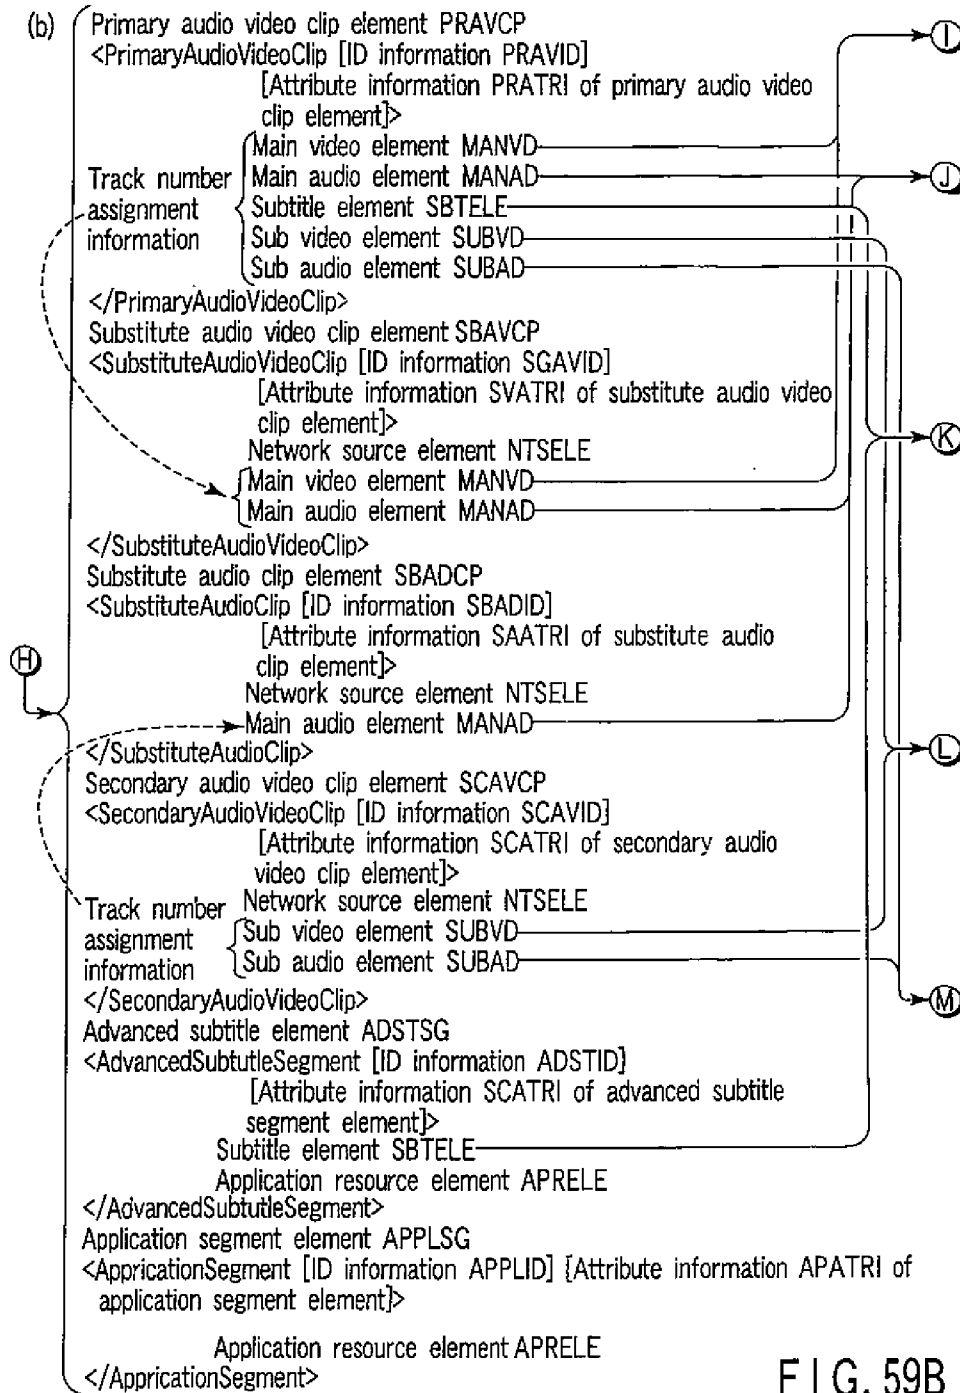 (b)
Primary audio video clip element PRAVCP
<PrimaryAudioVideoClip [ID information PRAVID]
[Attribute information PRATRI of primary audio video
clip element]>
Main video element MANVD
Main audio element MANAD
Subtitle element SBTELE
Sub video element SUBVD
Sub audio element SUBAD
Track number
assignment
information
</PrimaryAudioVideoClip>
Substitute audio video clip element SBAVCP
<SubstituteAudioVideoClip [ID information SGAVID]
[Attribute information SVATRI of substitute audio video
clip element]>
Network source element NTSELE
Main video element MANVD
Main audio element MANAD
</SubstituteAudioVideoClip>
Substitute audio clip element SBADCP
<SubstituteAudioClip [ID information SBADID]
[Attribute information SAATRI of substitute audio
clip element]>
Network source element NTSELE
Main audio element MANAD
</SubstituteAudioClip>
Secondary audio video clip element SCAVCP
<SecondaryAudioVideoClip [ID information SCAVID]
[Attribute information SCATRI of secondary audio
video clip element]>
Network source element NTSELE
Track number
assignment
information
Sub video element SUBVD
Sub audio element SUBAD
</SecondaryAudioVideoClip>
Advanced subtitle element ADSTSG
<AdvancedSubtutleSegment [ID information ADSTID]
[Attribute information SCATRI of advanced subtitle
segment element]>
Subtitle element SBTELE
Application resource element APRELE
</AdvancedSubtutleSegment>
Application segment element APPLSG
<AppricationSegment [ID information APPLID] [Attribute information APATRI of
application segment element]>
Application resource element APRELE
</AppricationSegment>
H
I
J
K
L
M
FIG. 59B